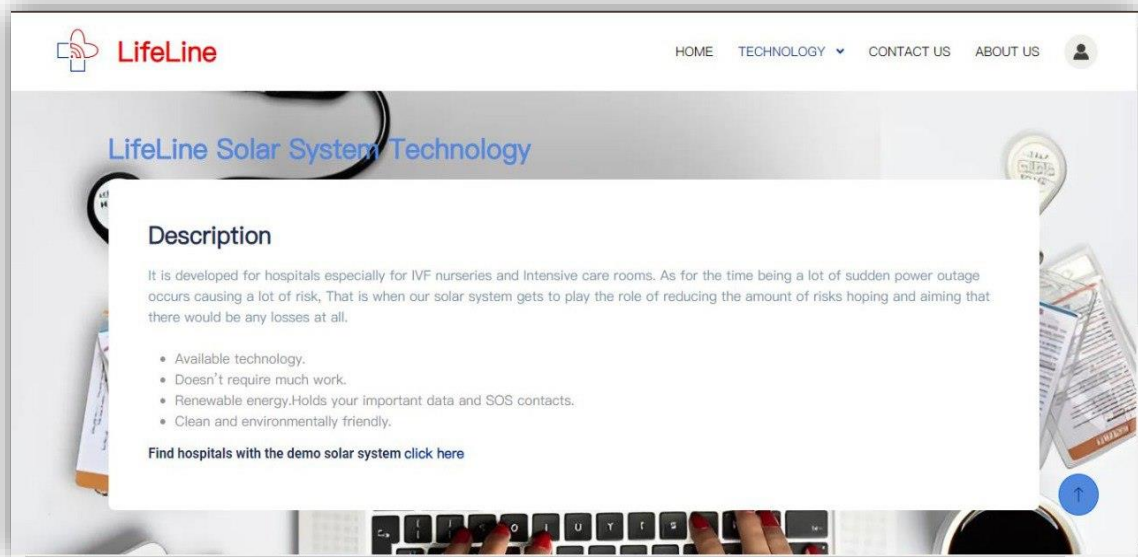 LifeLine
HOME TECHNOLOGY CONTACT US ABOUT US
LifeLine Solar System Technology
Description
It is developed for hospitals especially for IVF nurseries and Intensive care rooms. As for the time being a lot of sudden power outage
occurs causing a lot of risk, That is when our solar system gets to play the role of reducing the amount of risks hoping and aiming that
there would be any losses at all.
Available technology.
Doesn't require much work.
Renewable energy.Holds your important data and SOS contacts.
Clean and environmentally friendly.
Find hospitals with the demo solar system click here